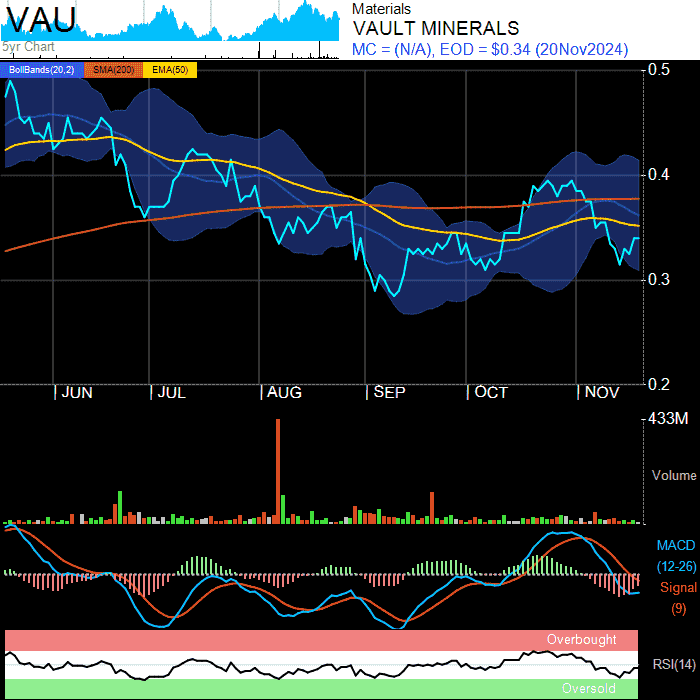 VAU
5yr Chart
Materials
VAULT MINERALS
MC = (N/A), EOD = $0.34 (20Nov2024)
BollBands(20,2) SMA(200) EMA(50)
0.5
0.4
0.3
0.2
JUN JUL AUG SEP OCT NOV
433M
Volume
MACD
(12-26)
Signal
(9)
Overbought
RSI(14)
Oversold